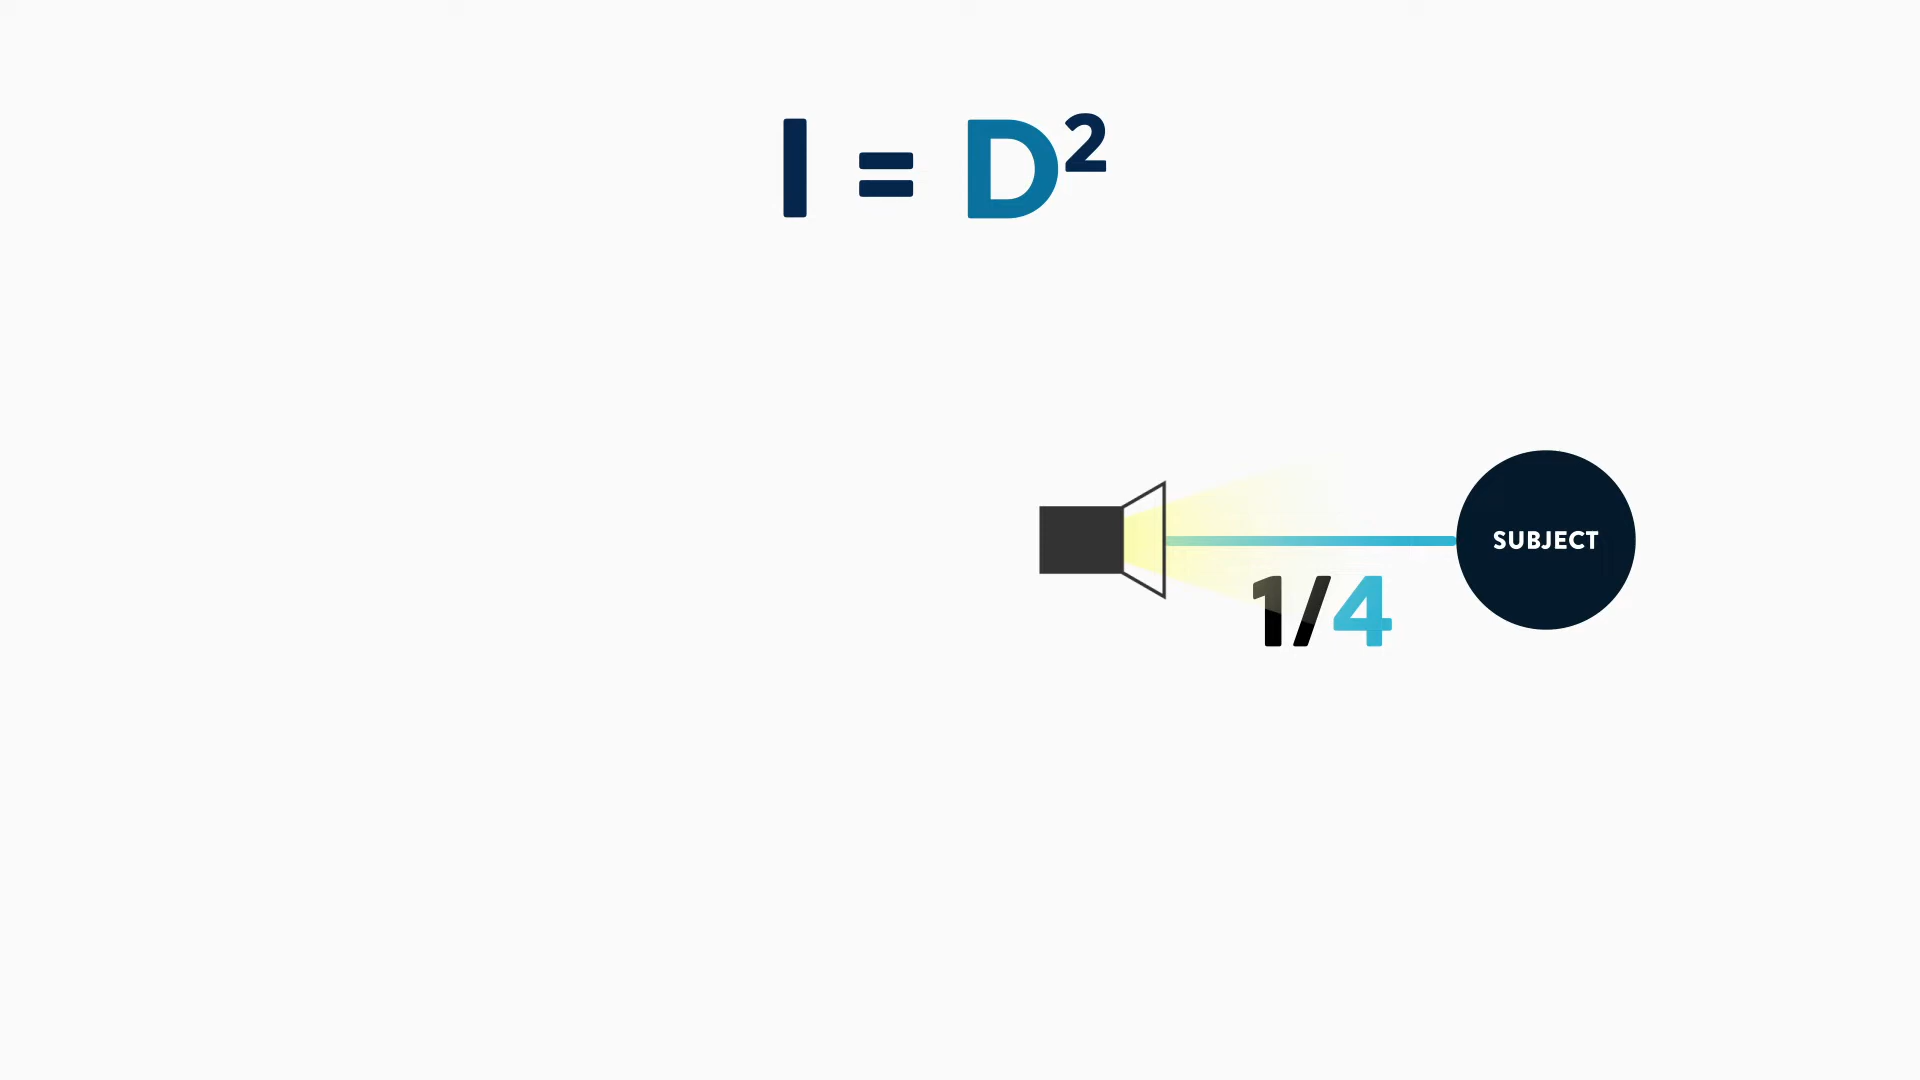 I = D²
SUBJECT
1/4